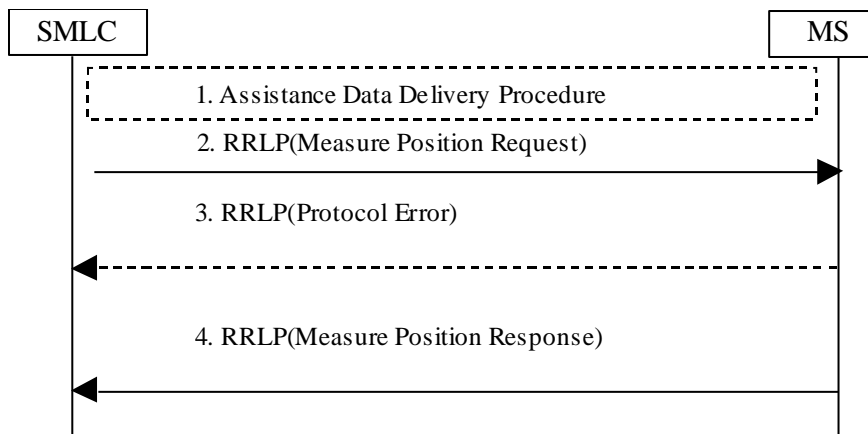 SMLC
MS
1. Assistance Data Delivery Procedure
2. RRLP(Measure Position Request)
3. RRLP(Protocol Error)
4. RRLP(Measure Position Response)